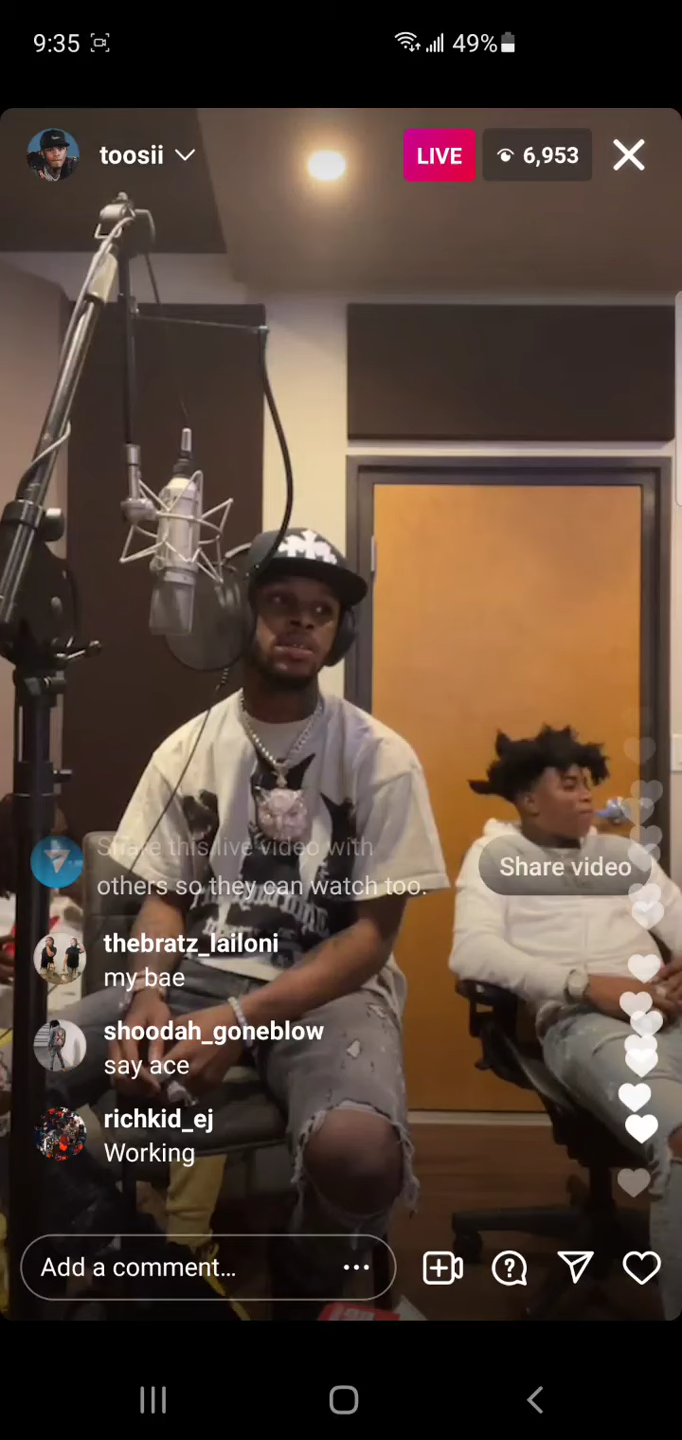 9:35
49%
toosii
LIVE
6,953
Share this live video with
others so they can watch too.
Share video
thebratz_lailoni
my bae
shoodah_goneblow
say ace
richkid_ej
Working
Add a comment...